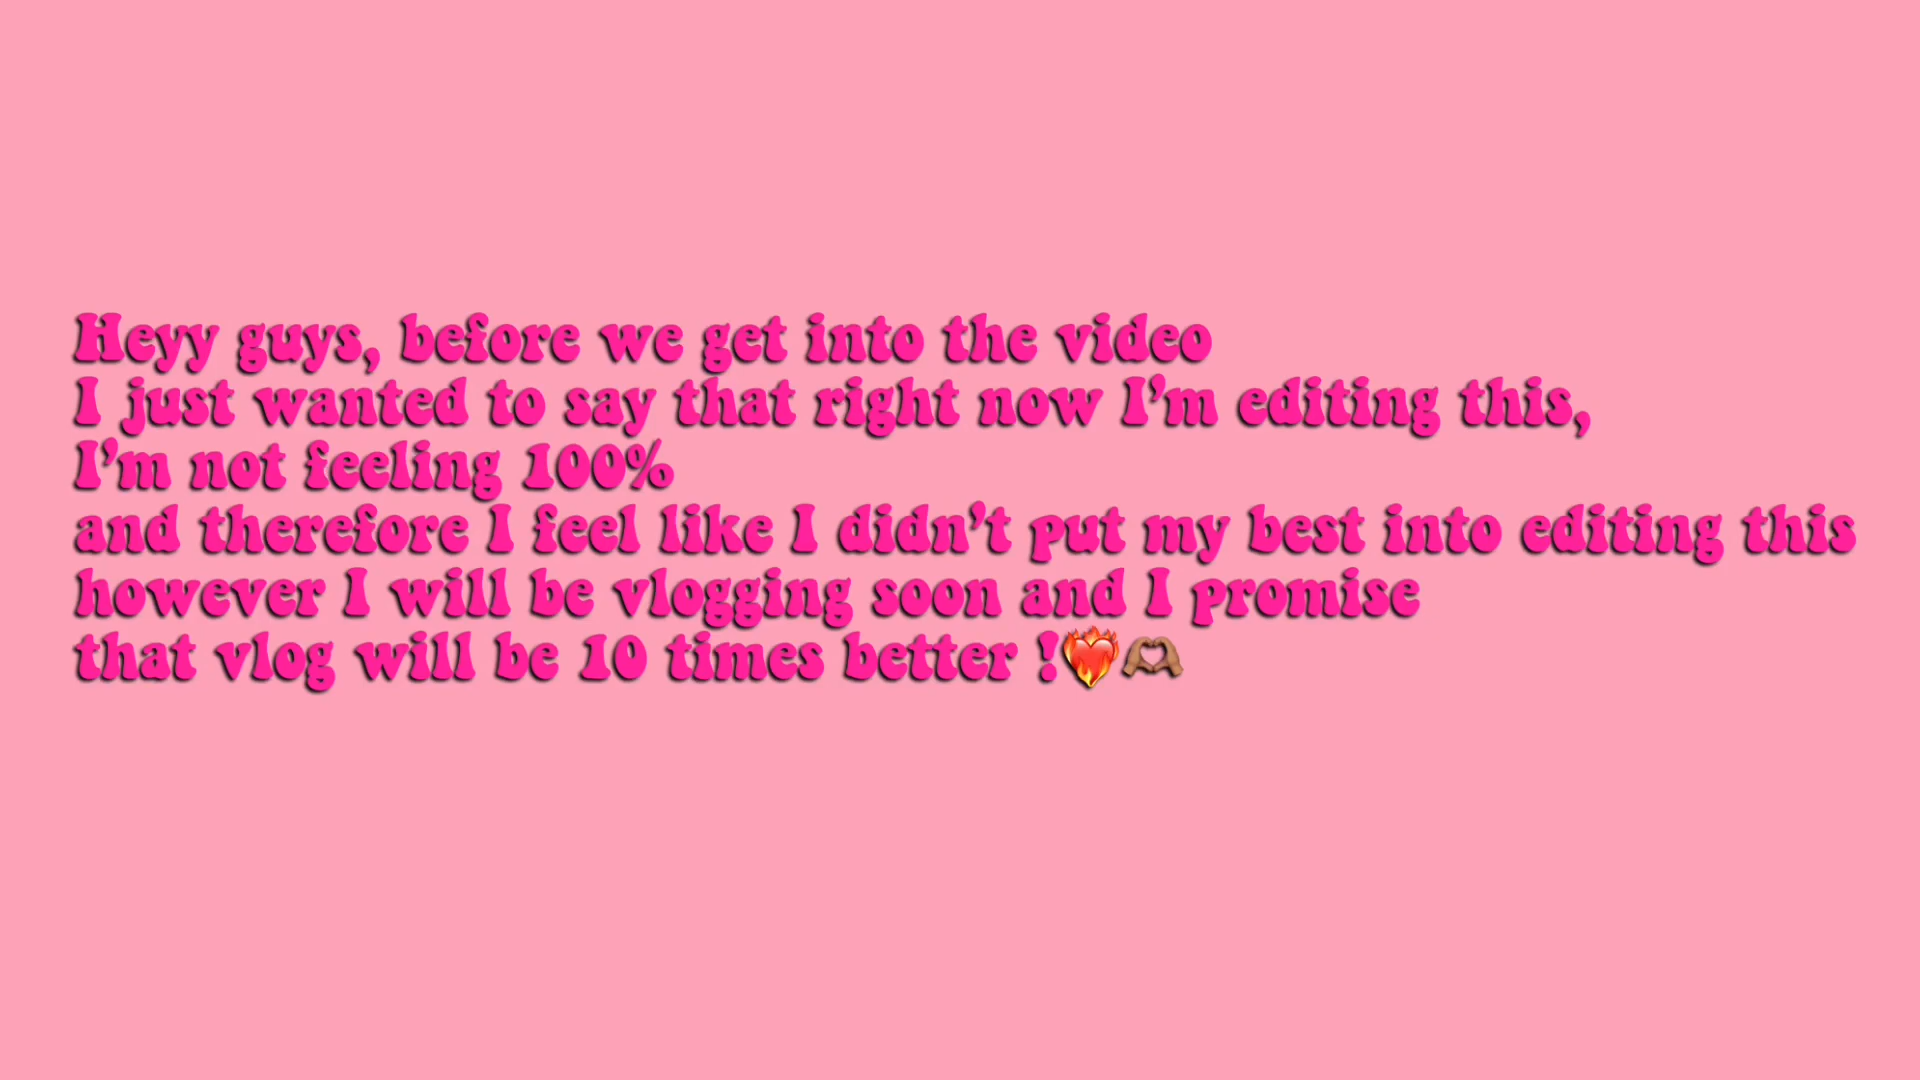 Heyy guys, before we get into the video
I just wanted to say that right now I'm editing this,
I'm not feeling 100%
and therefore I feel like I didn't put my best into editing this
however I will be vlogging soon and I promise
that vlog will be 10 times better !❤️‍🔥🫶🏽